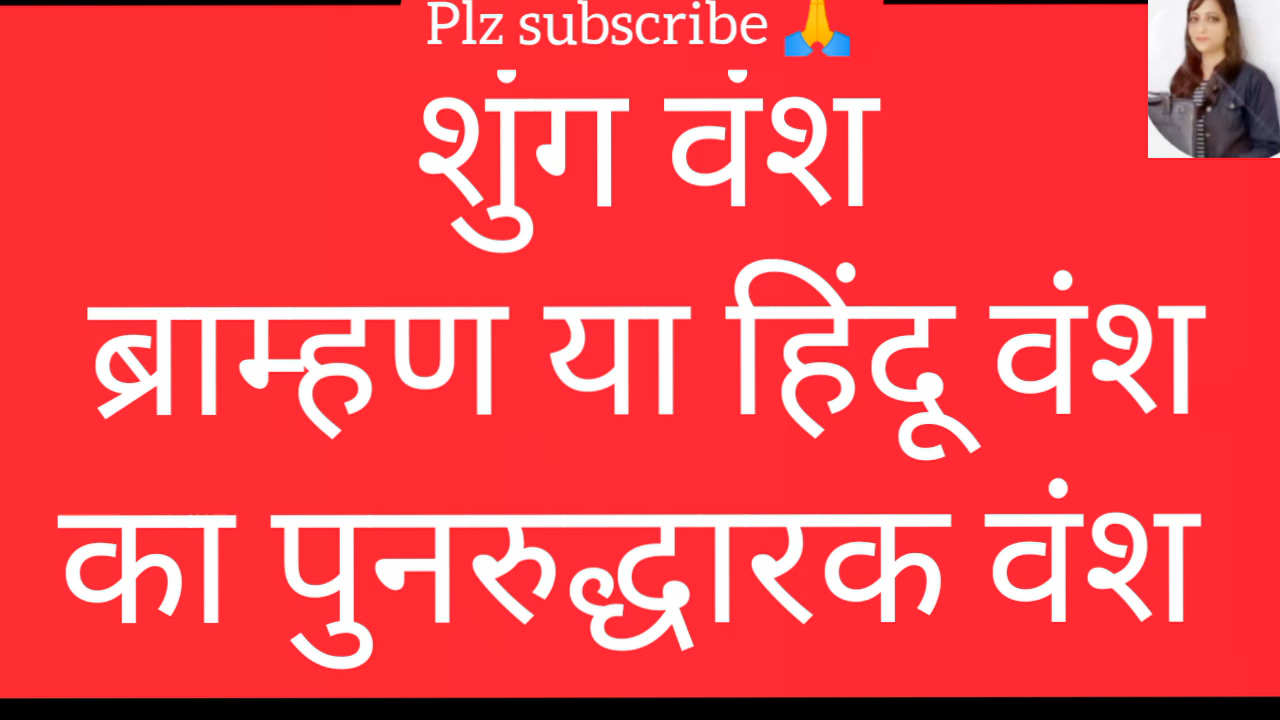 Plz subscribe 🙏
शुंग वंश
ब्राम्हण या हिंदू वंश
का पुनरुद्धारक वंश